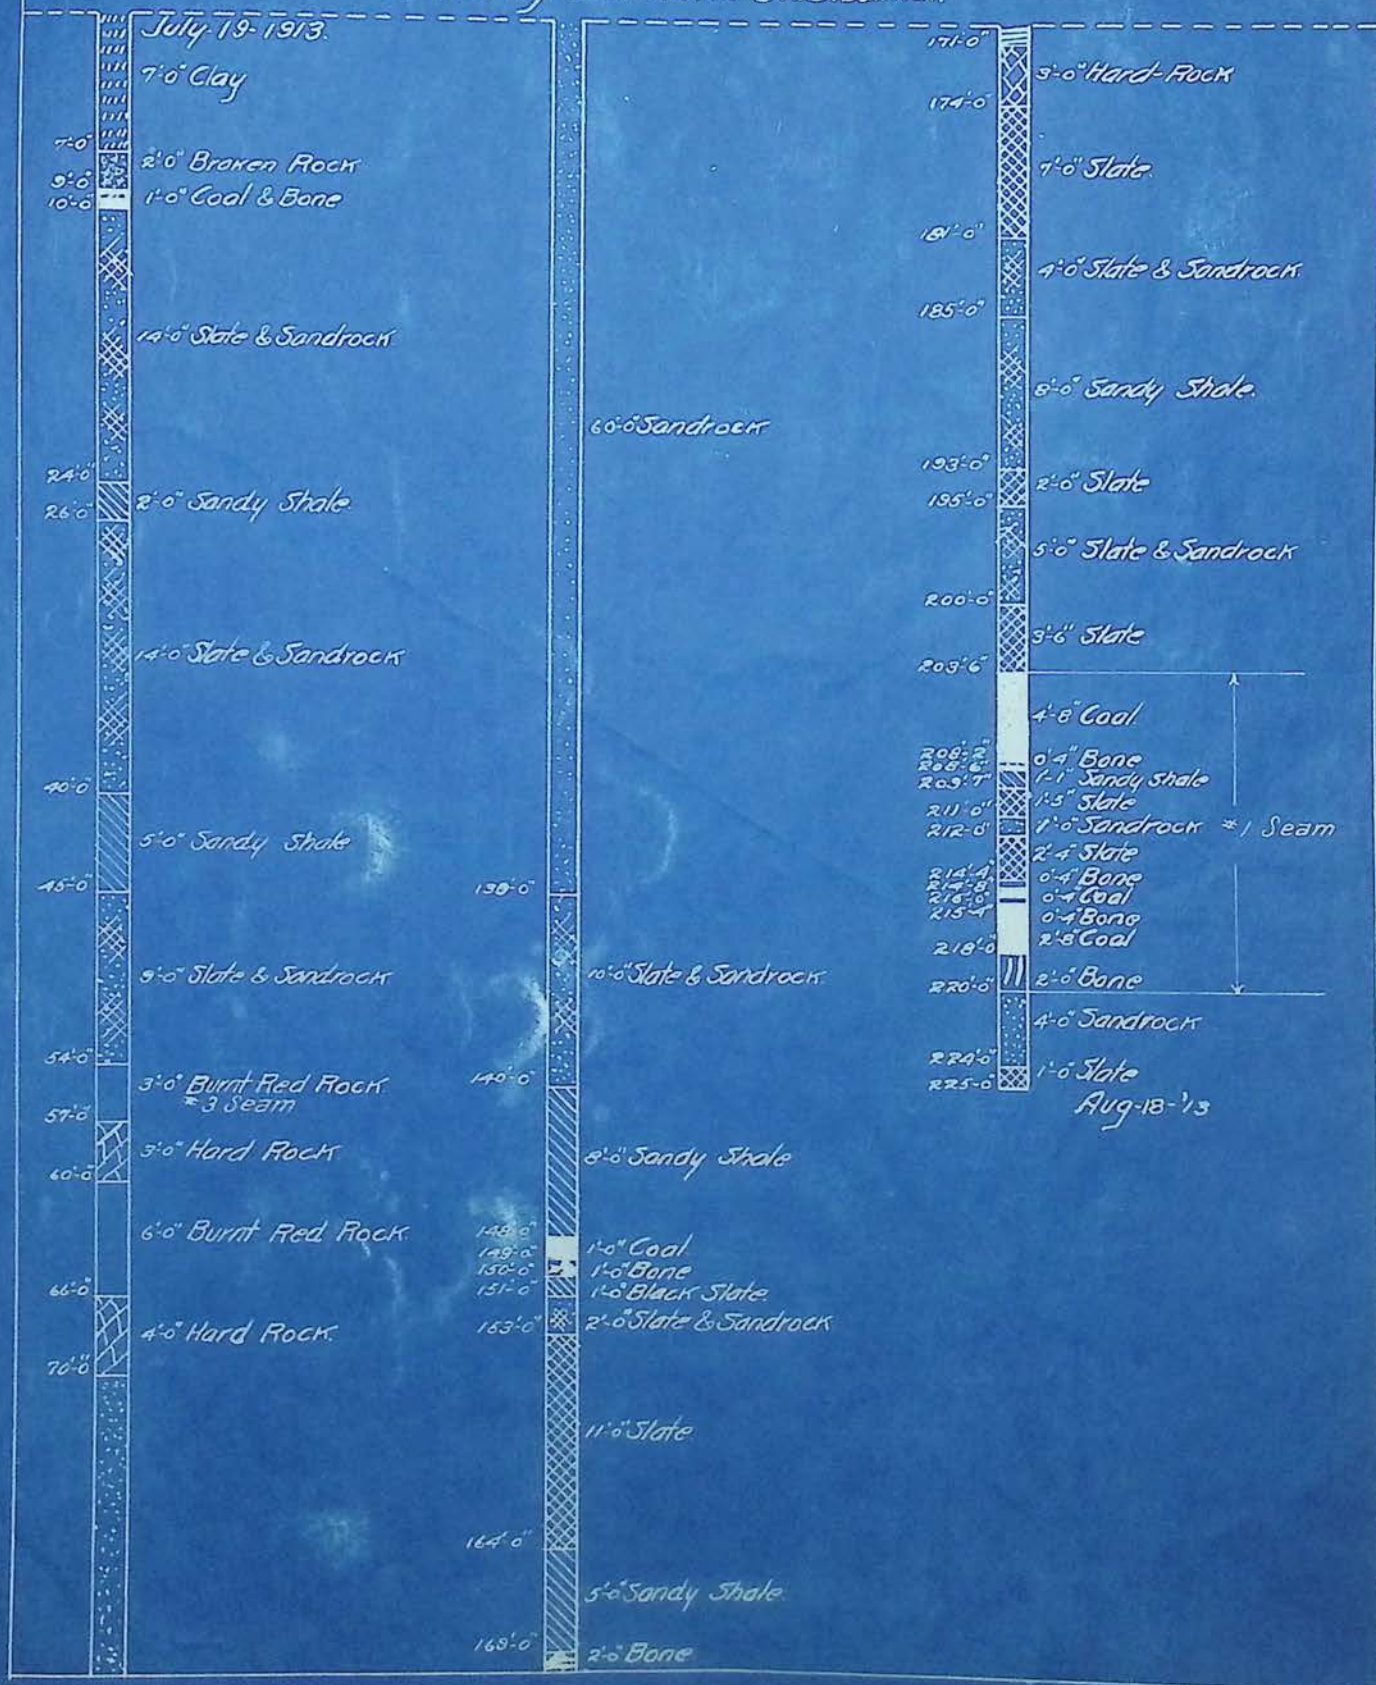 July-19-1913.
7'-0" Clay
7'-0"
2'-0" Broken Rock
9'-0"
1'-0" Coal & Bone
10'-0"
14'-0" Slate & Sandrock
24'-0"
2'-0" Sandy Shale.
26'-0"
14'-0" Slate & Sandrock
40'-0"
5'-0" Sandy Shale
45'-0"
9'-0" Slate & Sandrock
54'-0"
3'-0" Burnt Red Rock.
#3 Seam
57'-0"
3'-0" Hard Rock
60'-0"
6'-0" Burnt Red Rock.
66'-0"
4'-0" Hard Rock.
70'-0"
60'-0" Sandrock
130'-0"
10'-0" Slate & Sandrock.
140'-0"
8'-0" Sandy Shale
148'-0"
1'-0" Coal.
149'-0"
1'-0" Bone
150'-0"
1'-0" Black Slate.
151'-0"
2'-0" Slate & Sandrock
153'-0"
11'-0" Slate.
164'-0"
5'-0" Sandy Shale.
169'-0"
2'-0" Bone
171'-0"
3'-0" Hard-Rock
174'-0"
7'-0" Slate.
181'-0"
4'-0" Slate & Sandrock.
185'-0"
8'-0" Sandy Shale.
193'-0"
2'-0" Slate
195'-0"
5'-0" Slate & Sandrock
200'-0"
3'-6" Slate
203'-6"
4'-8" Coal.
208'-2"
0'-4" Bone
208'-6"
1'-1" Sandy Shale
209'-7"
1'-5" Slate
211'-0"
1'-0" Sandrock
#1 Seam
212'-0"
2'-4" Slate
214'-4"
0'-4" Bone
214'-8"
0'-4" Coal
215'-0"
0'-4" Bone
215'-4"
2'-8" Coal
218'-0"
2'-0" Bone
220'-0"
4'-0" Sandrock
224'-0"
1'-0" Slate
225'-0"
Aug-18-'13